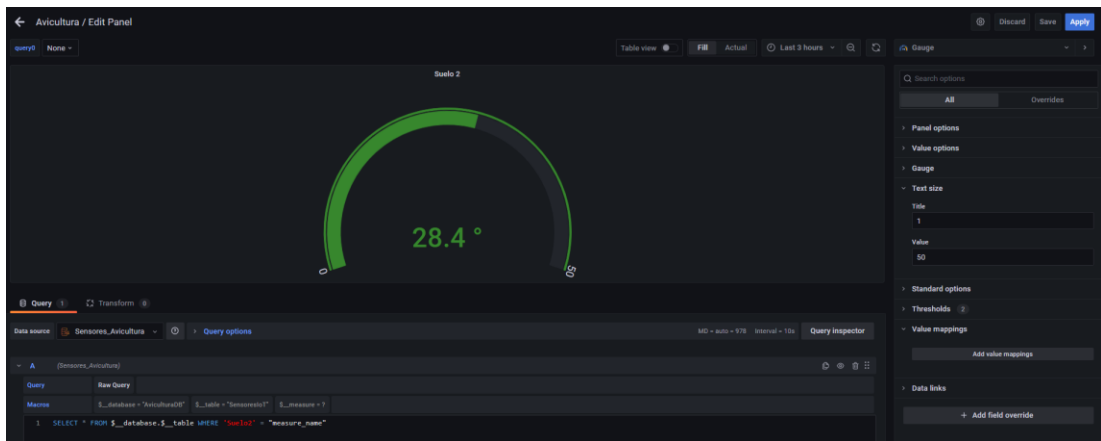 Avicultura / Edit Panel
Discard Save Apply
query0 None
Table view Fill Actual Last 3 hours
Gauge
Suelo 2
28.4 °
0
50
Search options
All Overrides
Panel options
Value options
Gauge
Text size
Title
1
Value
50
Standard options
Thresholds 2
Value mappings
Add value mappings
Data links
+ Add field override
Query 1 Transform 0
Data source Sensores_Avicultura Query options MD = auto = 978 Interval = 10s Query inspector
A (Sensores_Avicultura)
Query Raw Query
Macros $__database = "AviculturaDB" $__table = "SensoresIoT" $__measure = ?
1 SELECT * FROM $__database.$__table WHERE 'Suelo2' = "measure_name"